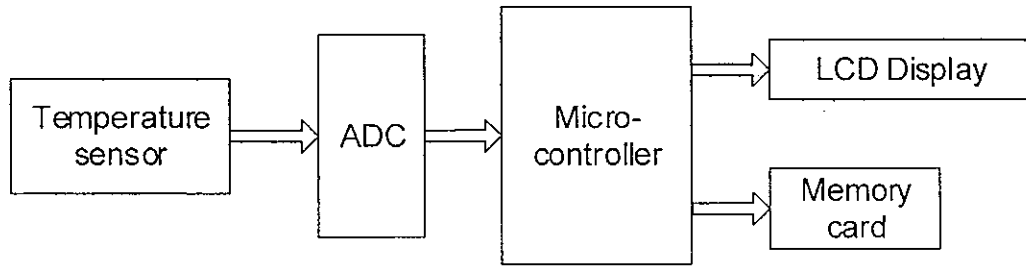 Temperature
sensor
ADC
Micro-
controller
LCD Display
Memory
card